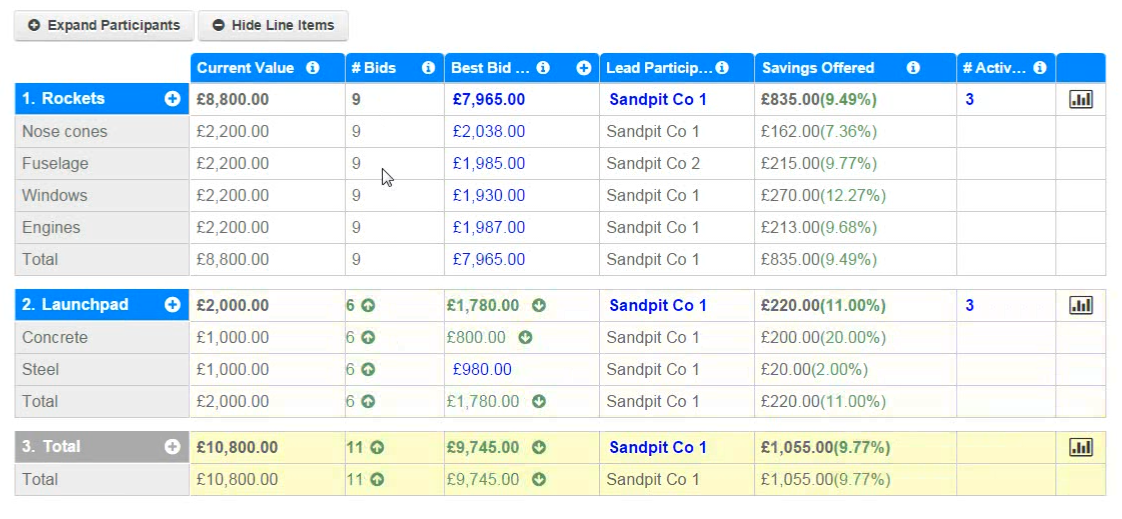 Expand Participants Hide Line Items
Current Value # Bids Best Bid ... Lead Particip... Savings Offered # Activ...
1. Rockets £8,800.00 9 £7,965.00 Sandpit Co 1 £835.00(9.49%) 3
Nose cones £2,200.00 9 £2,038.00 Sandpit Co 1 £162.00(7.36%)
Fuselage £2,200.00 9 £1,985.00 Sandpit Co 2 £215.00(9.77%)
Windows £2,200.00 9 £1,930.00 Sandpit Co 1 £270.00(12.27%)
Engines £2,200.00 9 £1,987.00 Sandpit Co 1 £213.00(9.68%)
Total £8,800.00 9 £7,965.00 Sandpit Co 1 £835.00(9.49%)
2. Launchpad £2,000.00 6 £1,780.00 Sandpit Co 1 £220.00(11.00%) 3
Concrete £1,000.00 6 £800.00 Sandpit Co 1 £200.00(20.00%)
Steel £1,000.00 6 £980.00 Sandpit Co 1 £20.00(2.00%)
Total £2,000.00 6 £1,780.00 Sandpit Co 1 £220.00(11.00%)
3. Total £10,800.00 11 £9,745.00 Sandpit Co 1 £1,055.00(9.77%)
Total £10,800.00 11 £9,745.00 Sandpit Co 1 £1,055.00(9.77%)